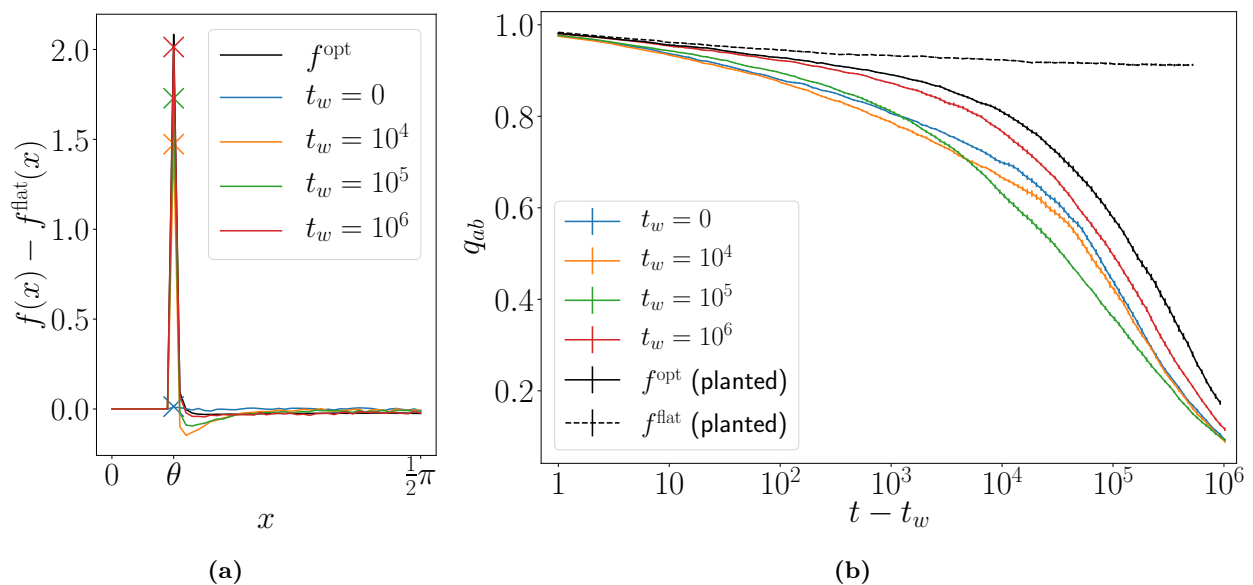 f(x) − f^flat(x)
2.0
1.5
1.0
0.5
0.0
f^opt
t_w = 0
t_w = 10^4
t_w = 10^5
t_w = 10^6
0
θ
½π
x
(a)
q_ab
1.0
0.8
0.6
0.4
0.2
t_w = 0
t_w = 10^4
t_w = 10^5
t_w = 10^6
f^opt (planted)
f^flat (planted)
1 10 10^2 10^3 10^4 10^5 10^6
t − t_w
(b)